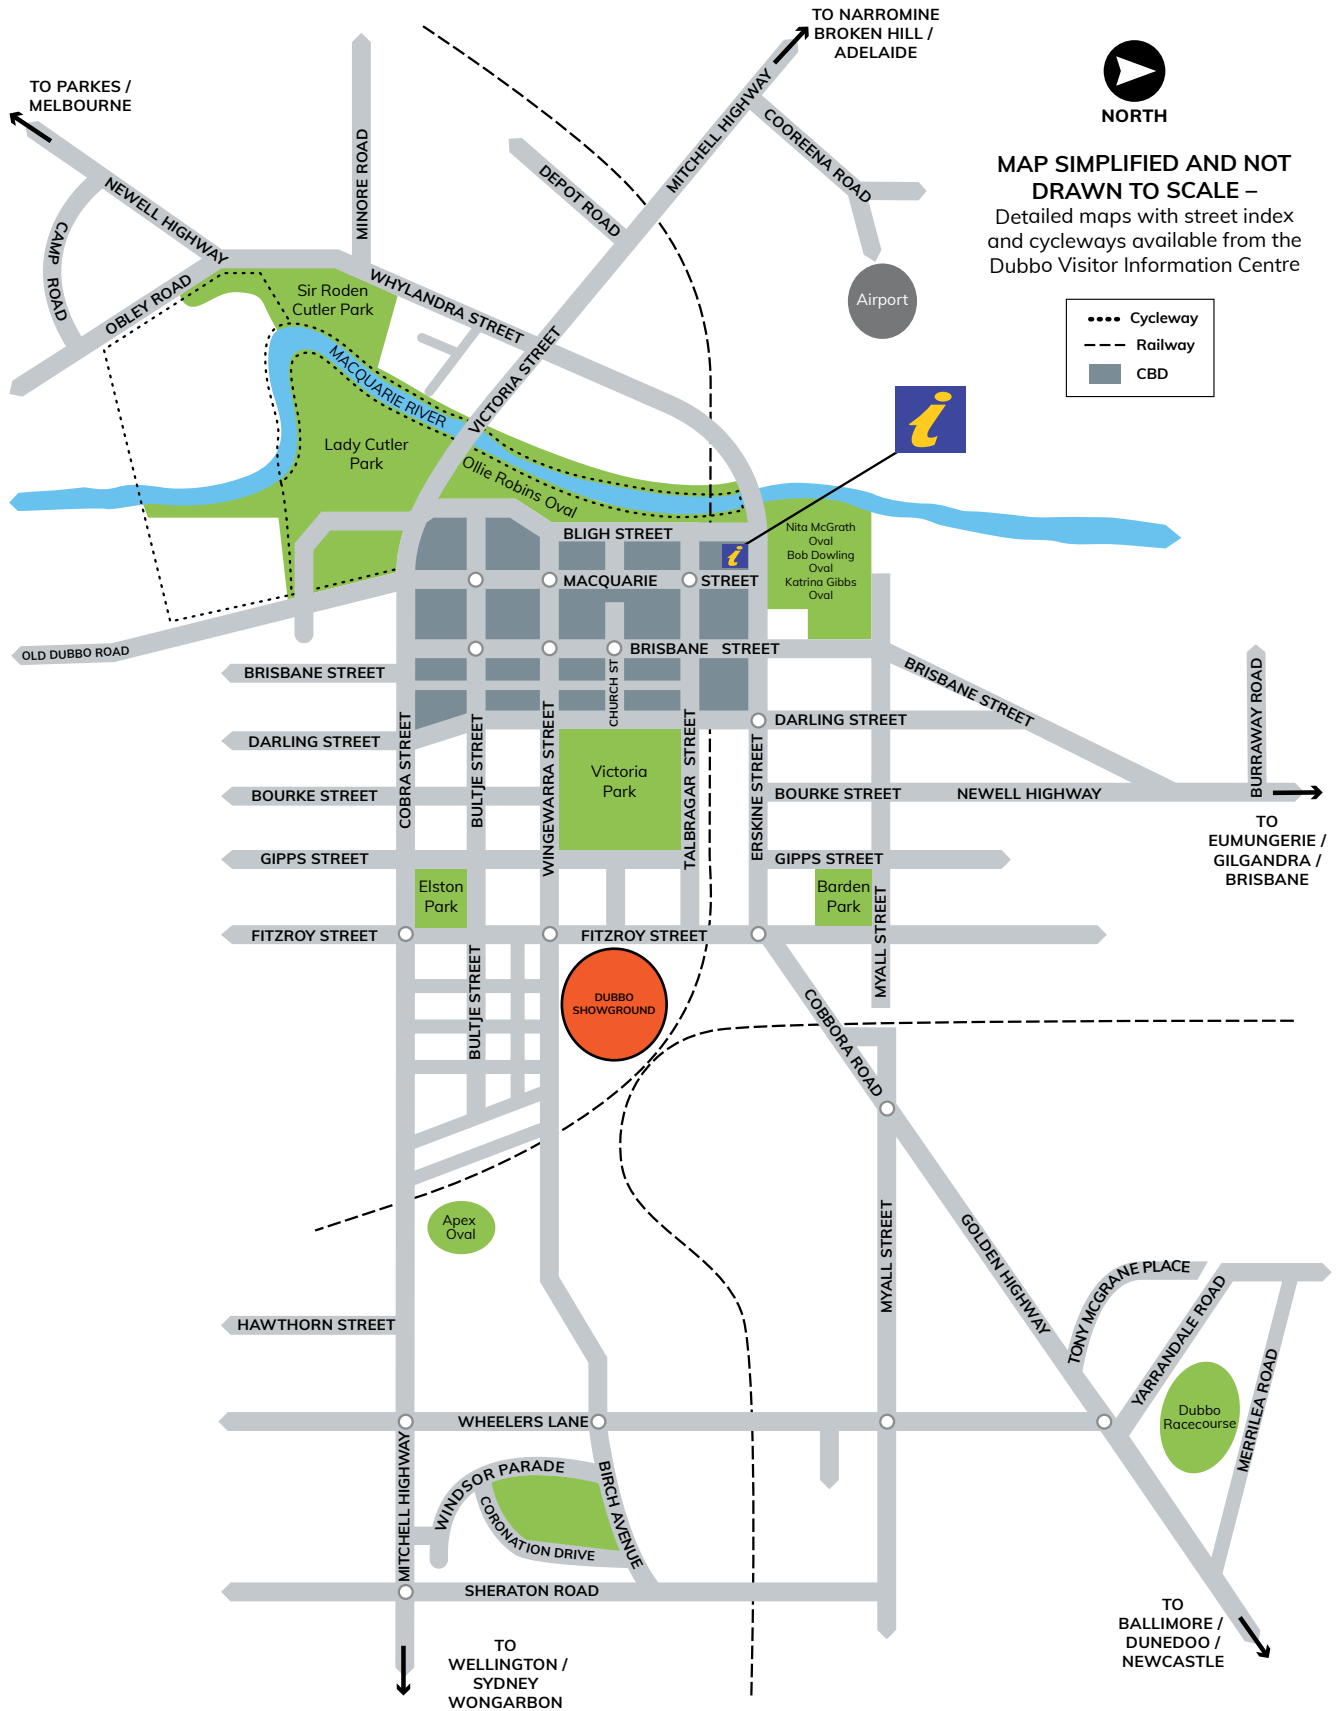 TO NARROMINE
BROKEN HILL /
ADELAIDE
TO PARKES /
MELBOURNE
NORTH
MAP SIMPLIFIED AND NOT
DRAWN TO SCALE –
Detailed maps with street index
and cycleways available from the
Dubbo Visitor Information Centre
Cycleway
Railway
CBD
MITCHELL HIGHWAY
COOREENA ROAD
DEPOT ROAD
MINORE ROAD
NEWELL HIGHWAY
CAMP ROAD
OBLEY ROAD
Airport
Sir Roden
Cutler Park
WHYLANDRA STREET
VICTORIA STREET
MACQUARIE RIVER
Lady Cutler
Park
Ollie Robins Oval
i
BLIGH STREET
i
Nita McGrath
Oval
Bob Dowling
Oval
Katrina Gibbs
Oval
MACQUARIE STREET
OLD DUBBO ROAD
BRISBANE STREET
BRISBANE STREET
BRISBANE STREET
CHURCH ST
BURRAWAY ROAD
DARLING STREET
DARLING STREET
COBRA STREET
BULTJE STREET
WINGEWARRA STREET
TALBRAGAR STREET
ERSKINE STREET
Victoria
Park
BOURKE STREET
BOURKE STREET
NEWELL HIGHWAY
TO
EUMUNGERIE /
GILGANDRA /
BRISBANE
GIPPS STREET
GIPPS STREET
Elston
Park
Barden
Park
MYALL STREET
FITZROY STREET
FITZROY STREET
BULTJE STREET
DUBBO
SHOWGROUND
COBBORA ROAD
Apex
Oval
MYALL STREET
GOLDEN HIGHWAY
TONY MCGRANE PLACE
YARRANDALE ROAD
MERRILEA ROAD
HAWTHORN STREET
Dubbo
Racecourse
WHEELERS LANE
MITCHELL HIGHWAY
WINDSOR PARADE
CORONATION DRIVE
BIRCH AVENUE
SHERATON ROAD
TO
BALLIMORE /
DUNEDOO /
NEWCASTLE
TO
WELLINGTON /
SYDNEY
WONGARBON